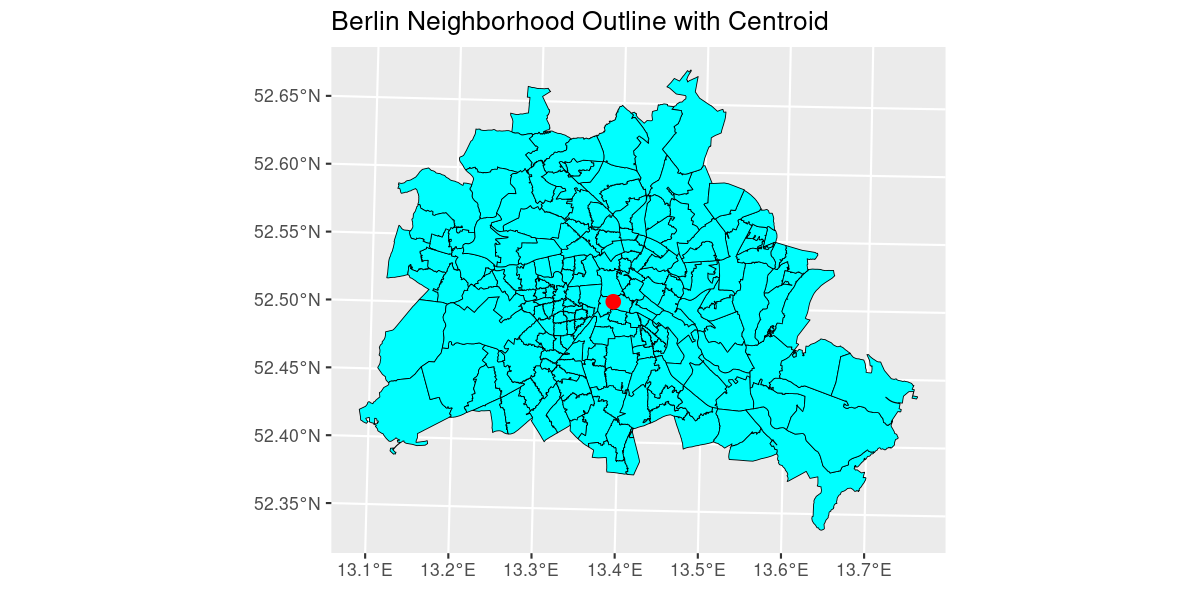 Berlin Neighborhood Outline with Centroid
52.65°N
52.60°N
52.55°N
52.50°N
52.45°N
52.40°N
52.35°N
13.1°E 13.2°E 13.3°E 13.4°E 13.5°E 13.6°E 13.7°E